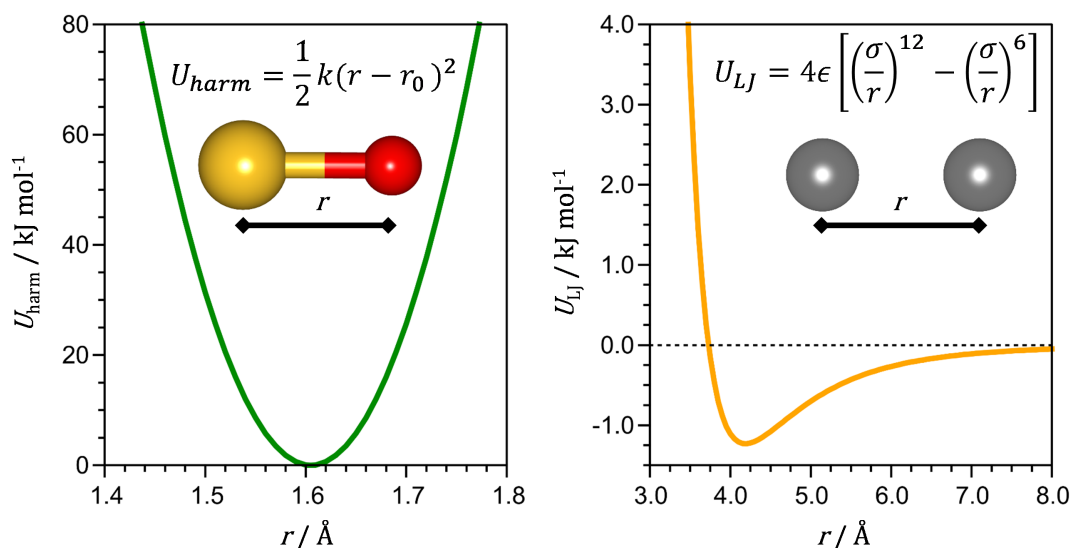 80
60
40
20
0
1.4 1.5 1.6 1.7 1.8
U_harm / kJ mol⁻¹
r / Å
U_harm = 1/2 k(r − r₀)²
r
4.0
3.0
2.0
1.0
0.0
-1.0
3.0 4.0 5.0 6.0 7.0 8.0
U_LJ / kJ mol⁻¹
r / Å
U_LJ = 4ϵ[(σ/r)¹² − (σ/r)⁶]
r